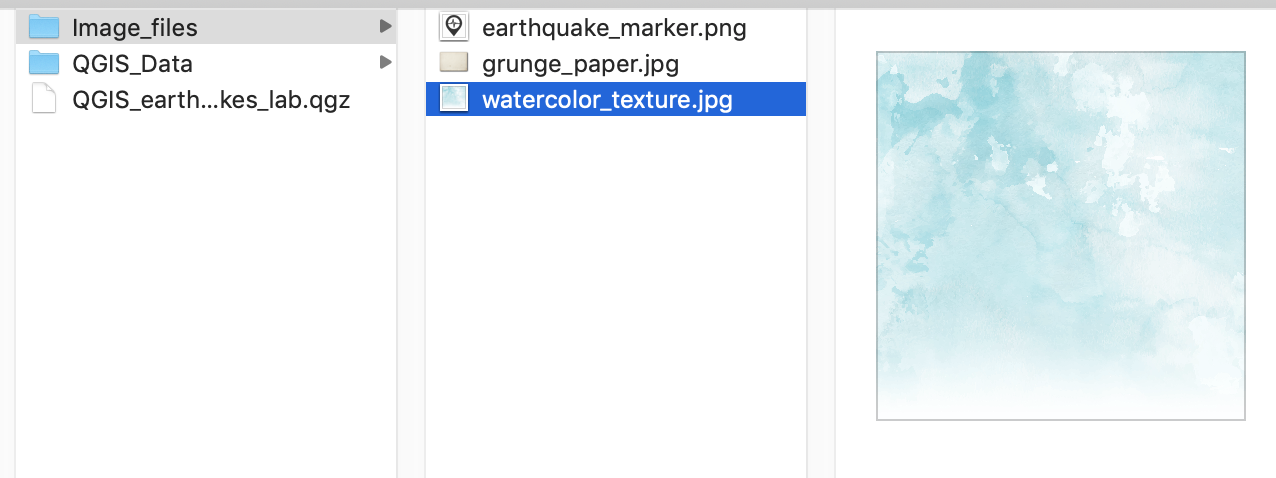 Image_files
QGIS_Data
QGIS_earth...kes_lab.qgz
earthquake_marker.png
grunge_paper.jpg
watercolor_texture.jpg